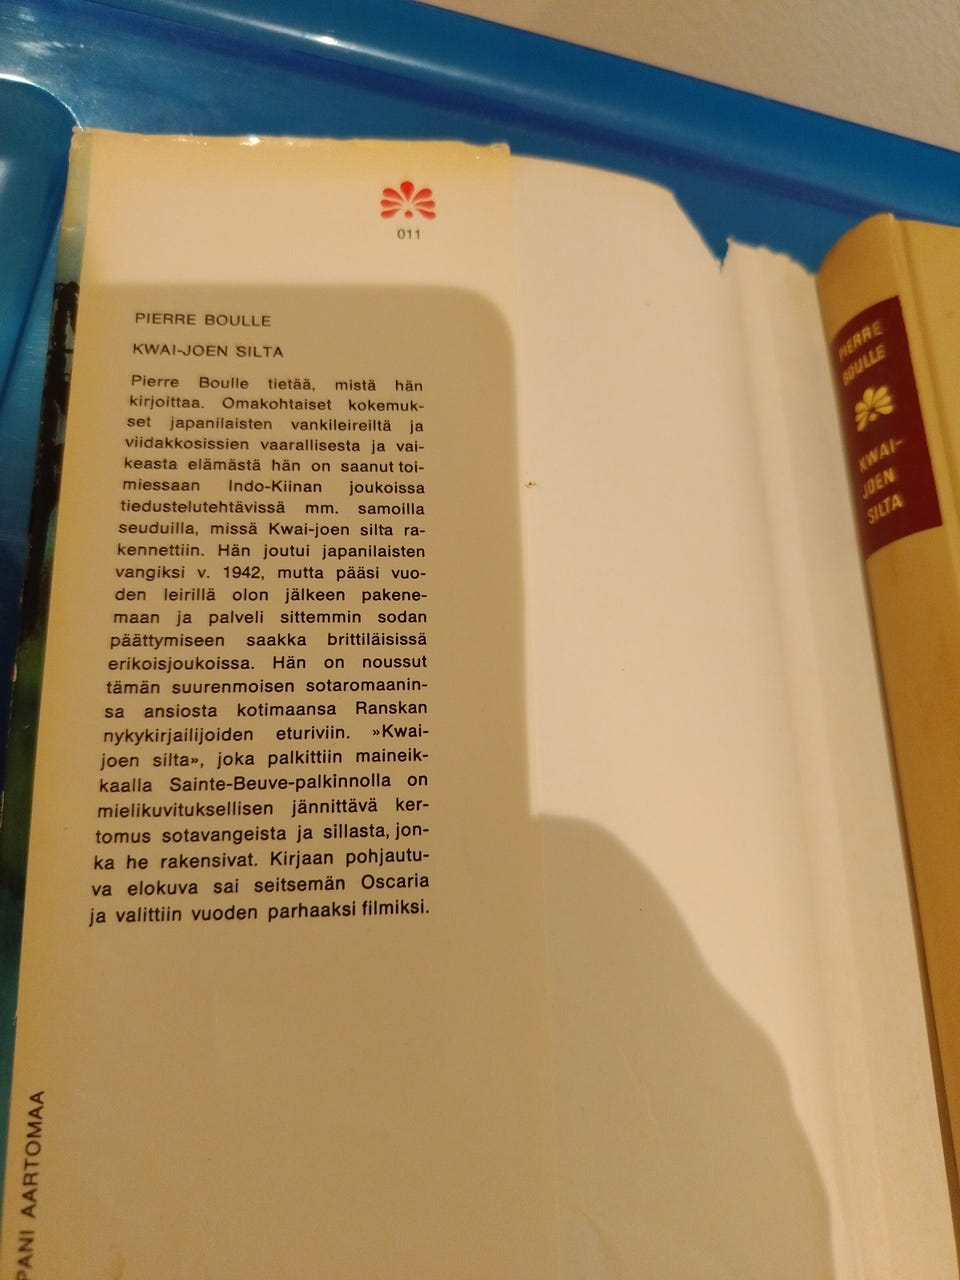 011
PIERRE BOULLE
KWAI-JOEN SILTA
Pierre Boulle tietää, mistä hän
kirjoittaa. Omakohtaiset kokemuk-
set japanilaisten vankileireiltä ja
viidakkosissien vaarallisesta ja vai-
keasta elämästä hän on saanut toi-
miessaan Indo-Kiinan joukoissa
tiedustelutehtävissä mm. samoilla
seuduilla, missä Kwai-joen silta ra-
kennettiin. Hän joutui japanilaisten
vangiksi v. 1942, mutta pääsi vuo-
den leirillä olon jälkeen pakene-
maan ja palveli sittemmin sodan
päättymiseen saakka brittiläisissä
erikoisjoukoissa. Hän on noussut
tämän suurenmoisen sotaromaanin-
sa ansiosta kotimaansa Ranskan
nykykirjailijoiden eturiviin. »Kwai-
joen silta», joka palkittiin maineik-
kaalla Sainte-Beuve-palkinnolla on
mielikuvituksellisen jännittävä ker-
tomus sotavangeista ja sillasta, jon-
ka he rakensivat. Kirjaan pohjautu-
va elokuva sai seitsemän Oscaria
ja valittiin vuoden parhaaksi filmiksi.
PANI AARTOMAA
PIERRE
BOULLE
KWAI-
JOEN
SILTA